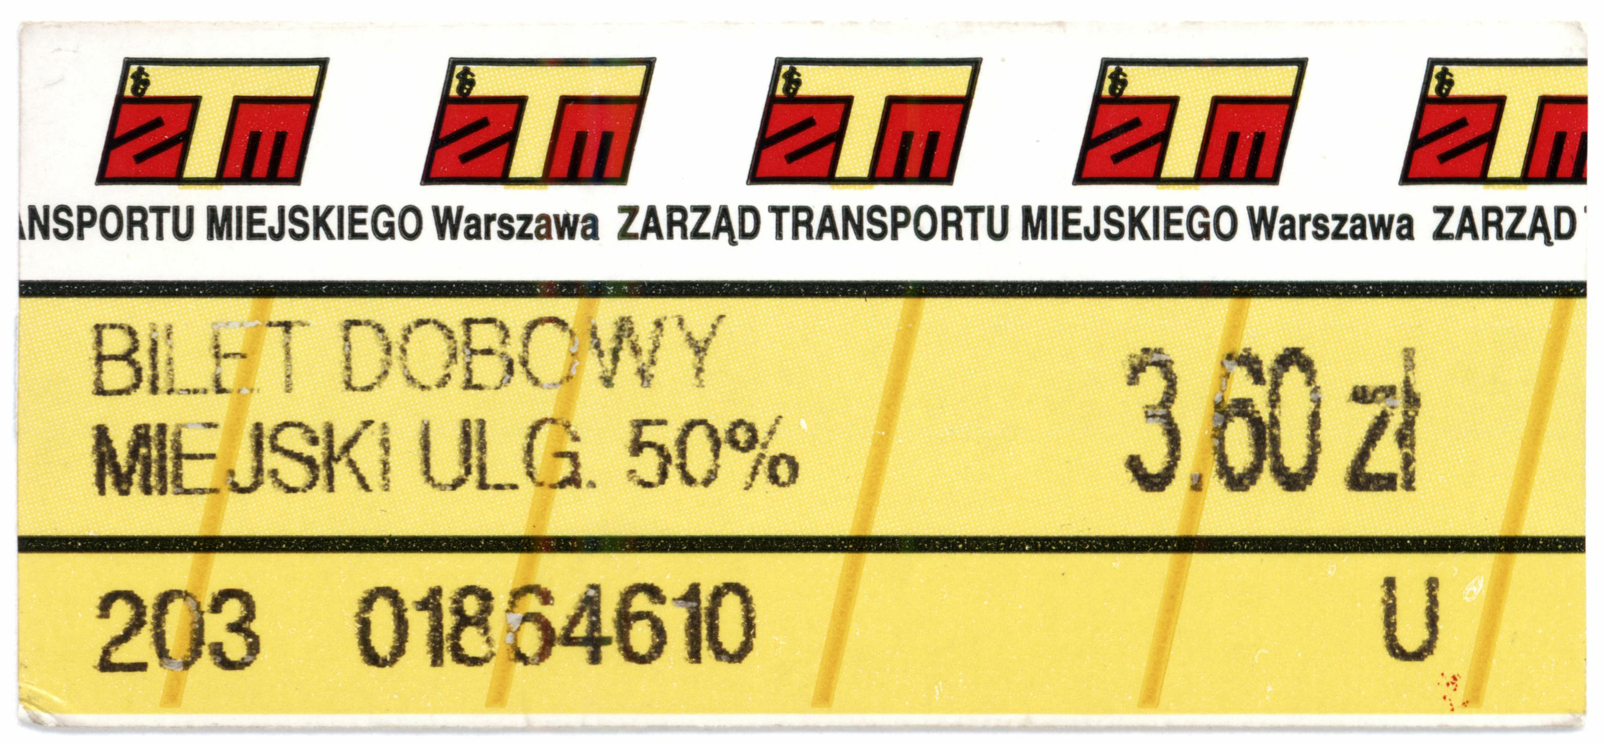 ZTM ZTM ZTM ZTM ZTM
ANSPORTU MIEJSKIEGO Warszawa ZARZĄD TRANSPORTU MIEJSKIEGO Warszawa ZARZĄD
BILET DOBOWY
MIEJSKI ULG. 50%
3.60 zł
203 01864610 U